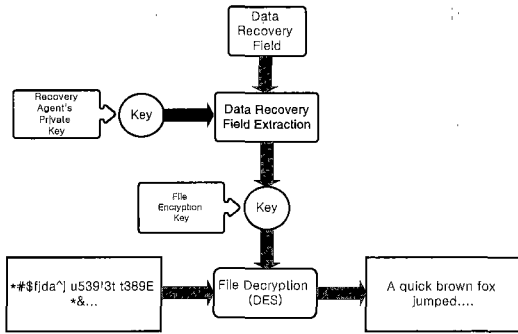 Data
Recovery
Field
Recovery
Agent's
Private
Key
Key
Data Recovery
Field Extraction
File
Encryption
Key
Key
*#$fjda^j u539!3t t389E
*&...
File Decryption
(DES)
A quick brown fox
jumped....